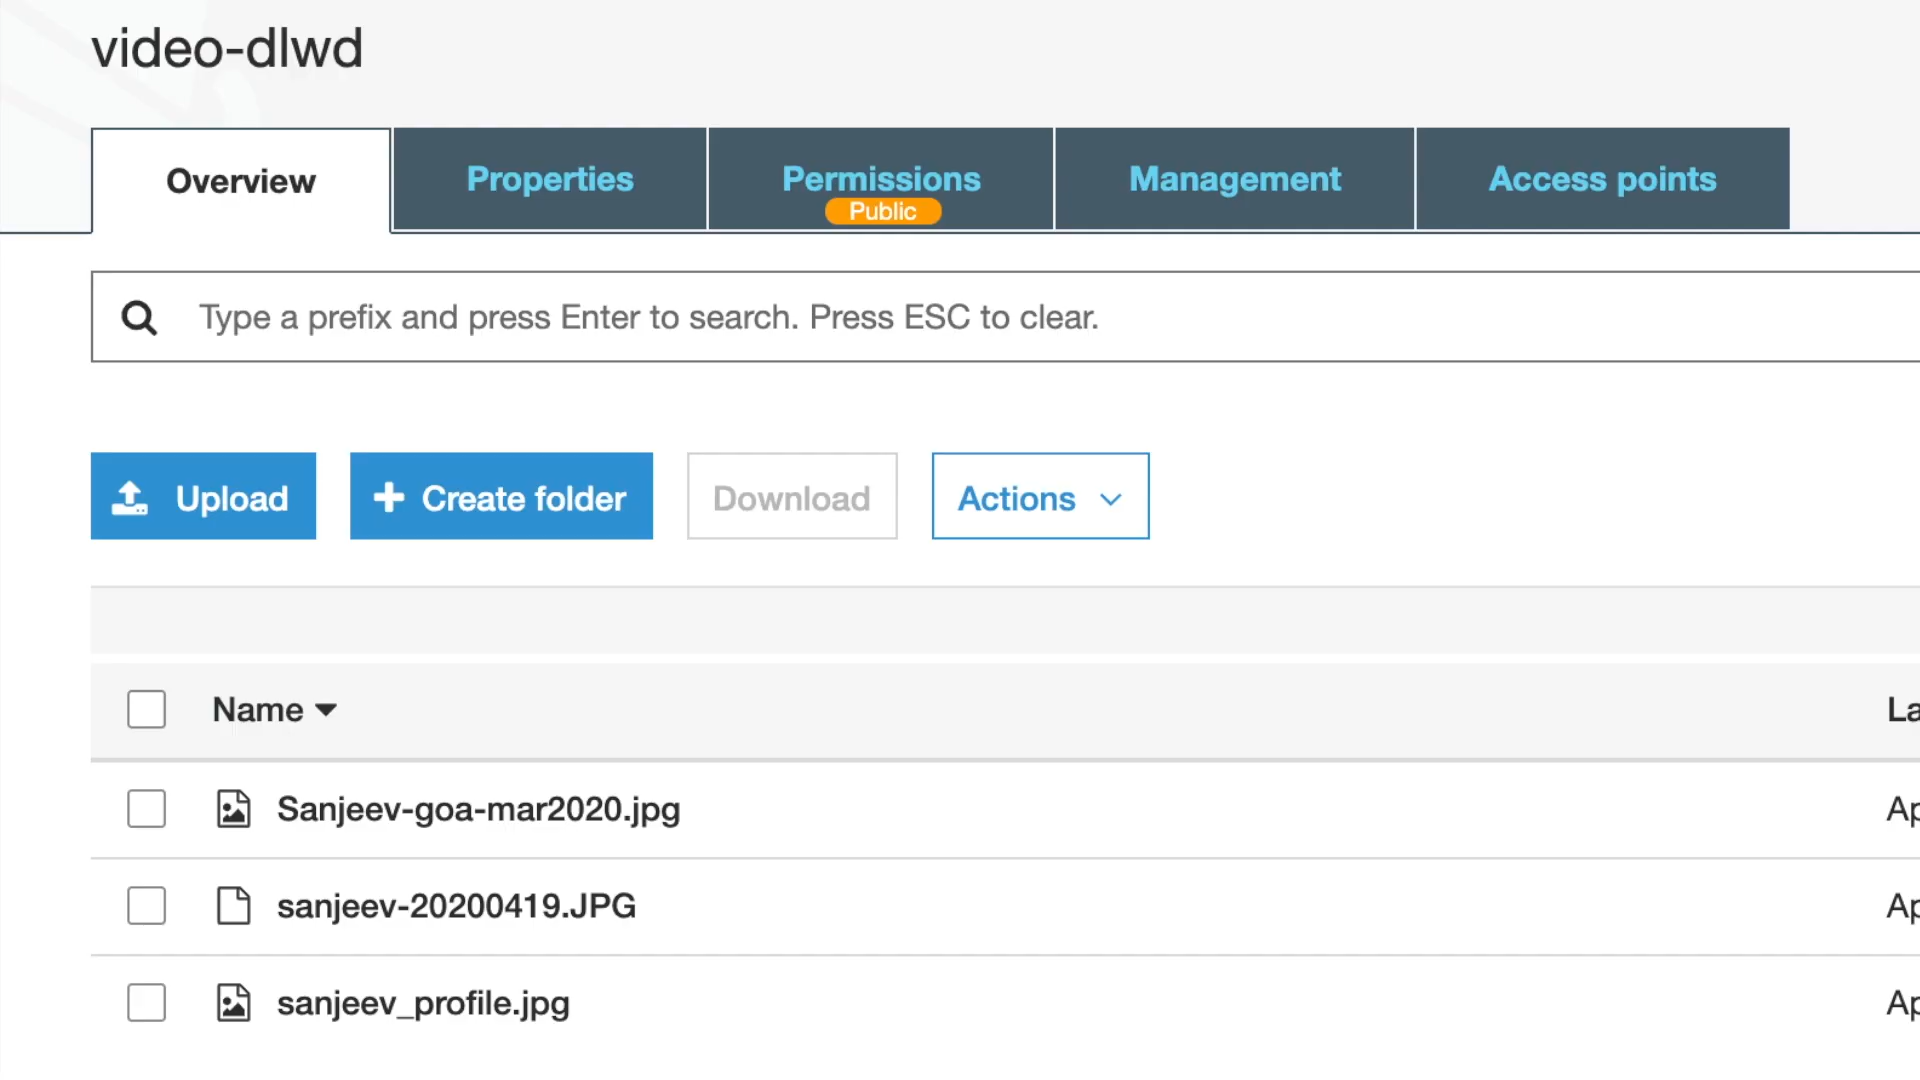 video-dlwd
Overview
Properties
Permissions
Public
Management
Access points
Type a prefix and press Enter to search. Press ESC to clear.
Upload
Create folder
Download
Actions
Name
La
Sanjeev-goa-mar2020.jpg
Ap
sanjeev-20200419.JPG
Ap
sanjeev_profile.jpg
Ap